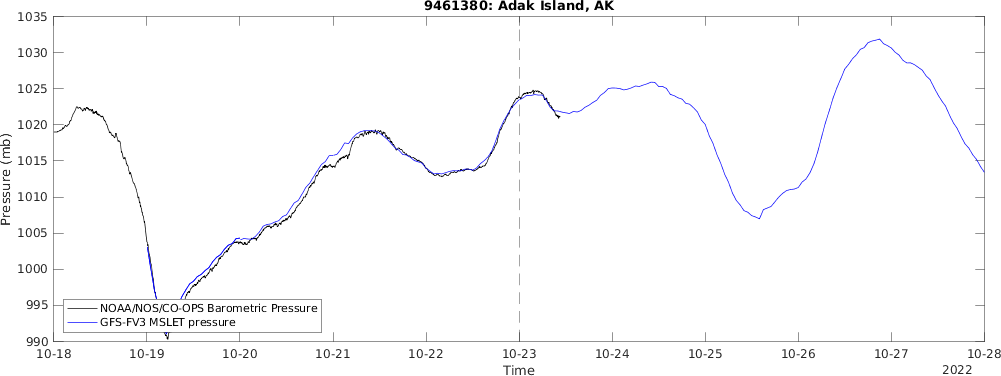 9461380: Adak Island, AK
1035
1030
1025
1020
1015
1010
1005
1000
995
990
Pressure (mb)
NOAA/NOS/CO-OPS Barometric Pressure
GFS-FV3 MSLET pressure
10-18 10-19 10-20 10-21 10-22 10-23 10-24 10-25 10-26 10-27 10-28
Time
2022